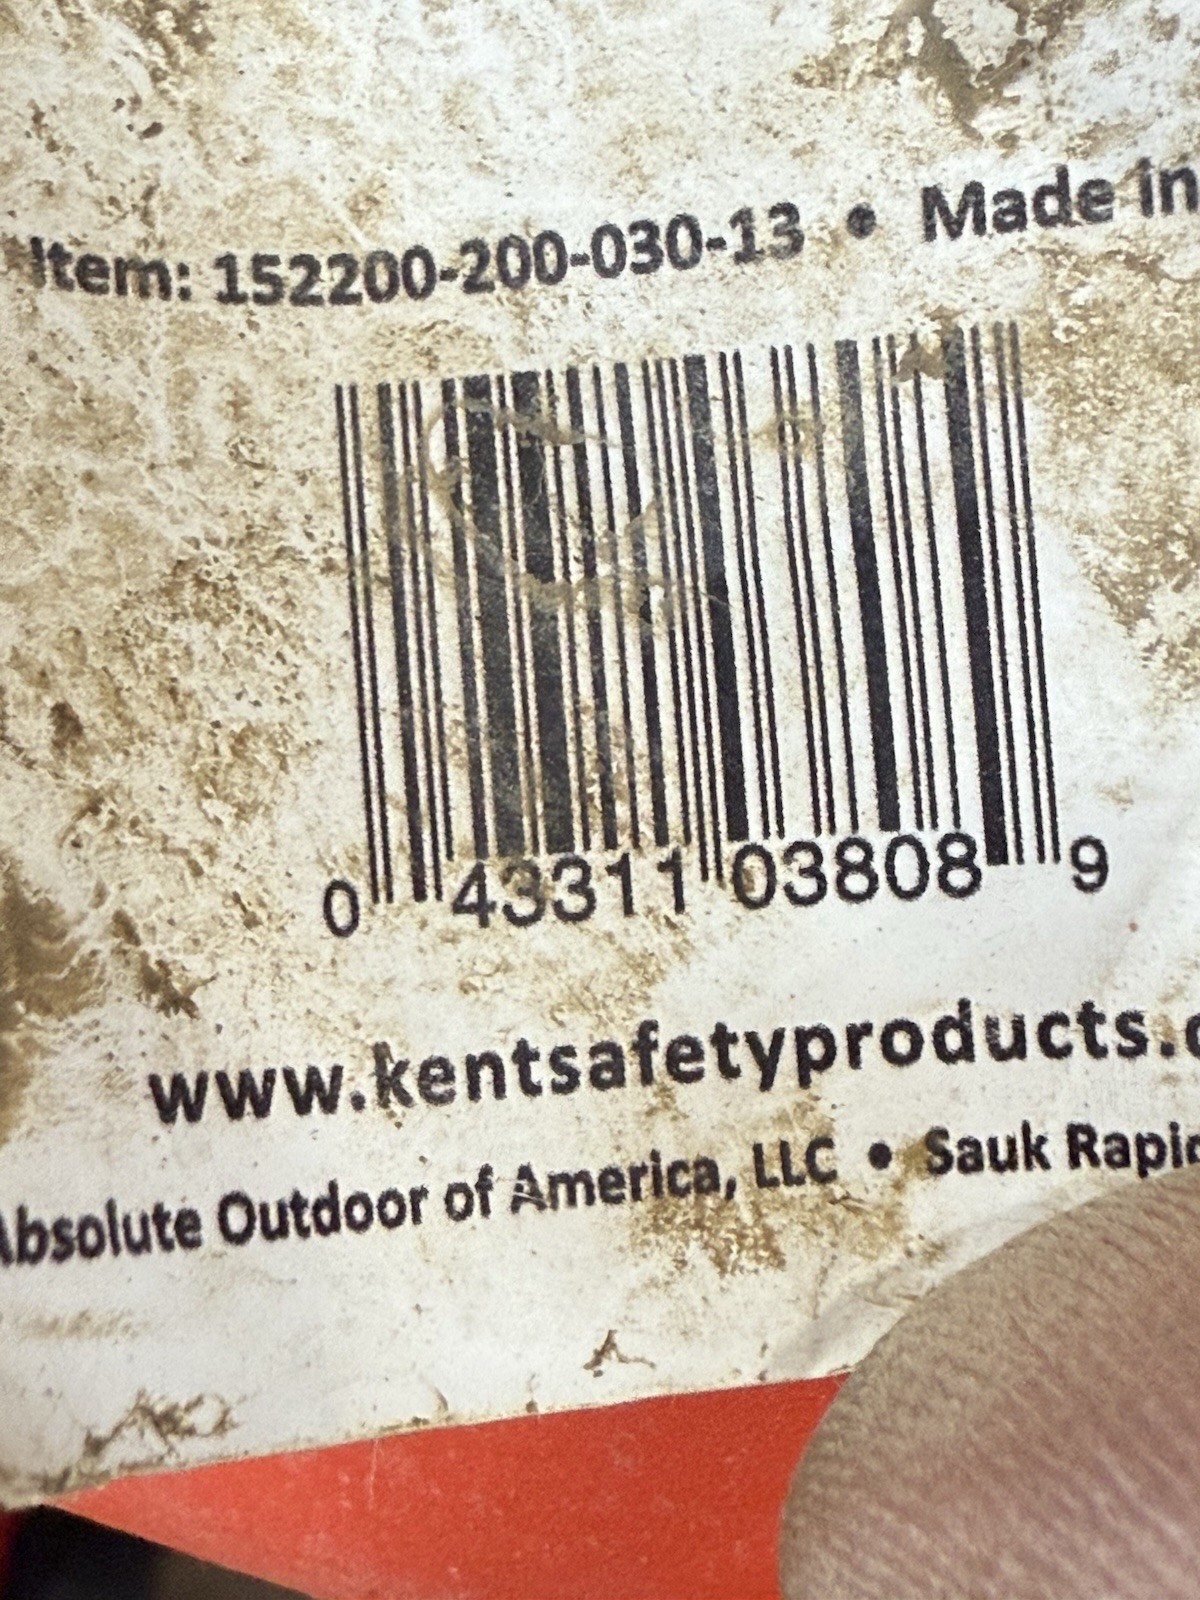 Item: 152200-200-030-13 • Made in
0 43311 03808 9
www.kentsafetyproducts.c
Absolute Outdoor of America, LLC • Sauk Rapid